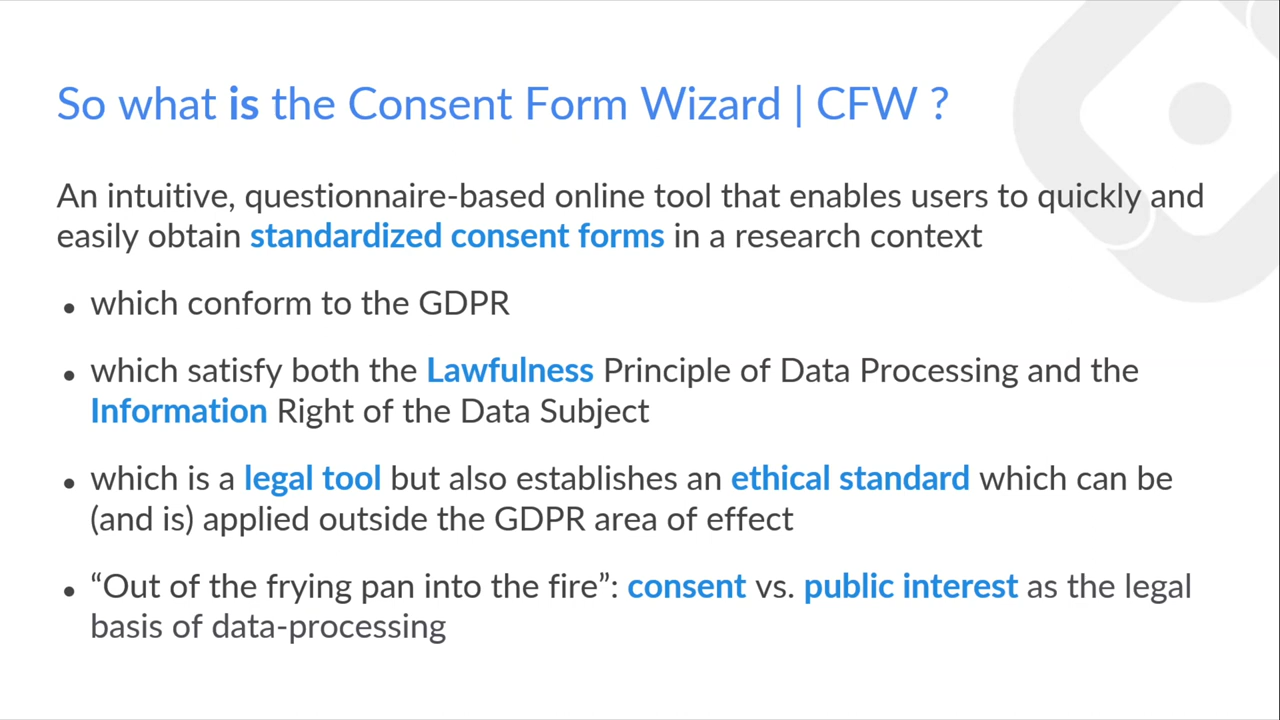 So what is the Consent Form Wizard | CFW ?
An intuitive, questionnaire-based online tool that enables users to quickly and
easily obtain standardized consent forms in a research context
• which conform to the GDPR
• which satisfy both the Lawfulness Principle of Data Processing and the
Information Right of the Data Subject
• which is a legal tool but also establishes an ethical standard which can be
(and is) applied outside the GDPR area of effect
• “Out of the frying pan into the fire”: consent vs. public interest as the legal
basis of data-processing